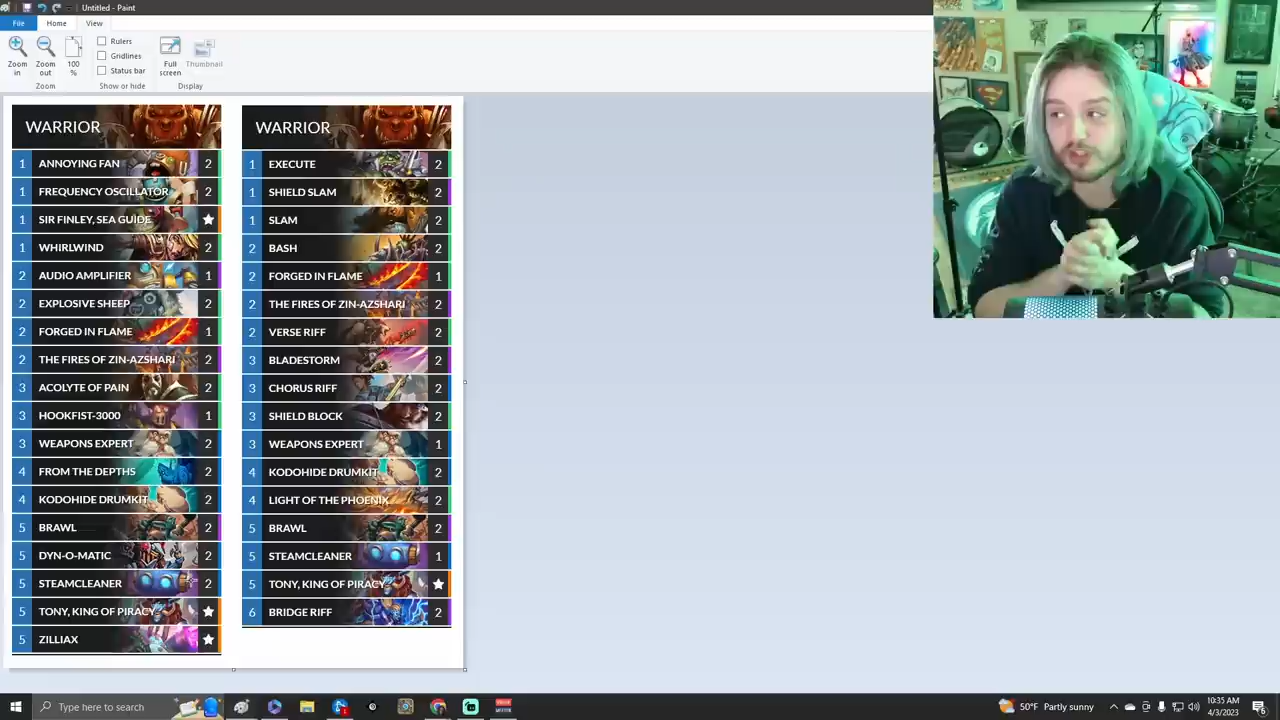 Untitled - Paint
File Home View
Zoom in
Zoom out
100 %
Rulers
Gridlines
Status bar
Full screen
Thumbnail
Zoom
Show or hide
Display
WARRIOR
1 ANNOYING FAN 2
1 FREQUENCY OSCILLATOR 2
1 SIR FINLEY, SEA GUIDE
1 WHIRLWIND 2
2 AUDIO AMPLIFIER 1
2 EXPLOSIVE SHEEP 2
2 FORGED IN FLAME 1
2 THE FIRES OF ZIN-AZSHARI 2
3 ACOLYTE OF PAIN 2
3 HOOKFIST-3000 1
3 WEAPONS EXPERT 2
4 FROM THE DEPTHS 2
4 KODOHIDE DRUMKIT 2
5 BRAWL 2
5 DYN-O-MATIC 2
5 STEAMCLEANER 2
5 TONY, KING OF PIRACY
5 ZILLIAX
WARRIOR
1 EXECUTE 2
1 SHIELD SLAM 2
1 SLAM 2
2 BASH 2
2 FORGED IN FLAME 1
2 THE FIRES OF ZIN-AZSHARI 2
2 VERSE RIFF 2
3 BLADESTORM 2
3 CHORUS RIFF 2
3 SHIELD BLOCK 2
3 WEAPONS EXPERT 1
4 KODOHIDE DRUMKIT 2
4 LIGHT OF THE PHOENIX 2
5 BRAWL 2
5 STEAMCLEANER 1
5 TONY, KING OF PIRACY
6 BRIDGE RIFF 2
Type here to search
50°F Partly sunny
10:35 AM
4/3/2023